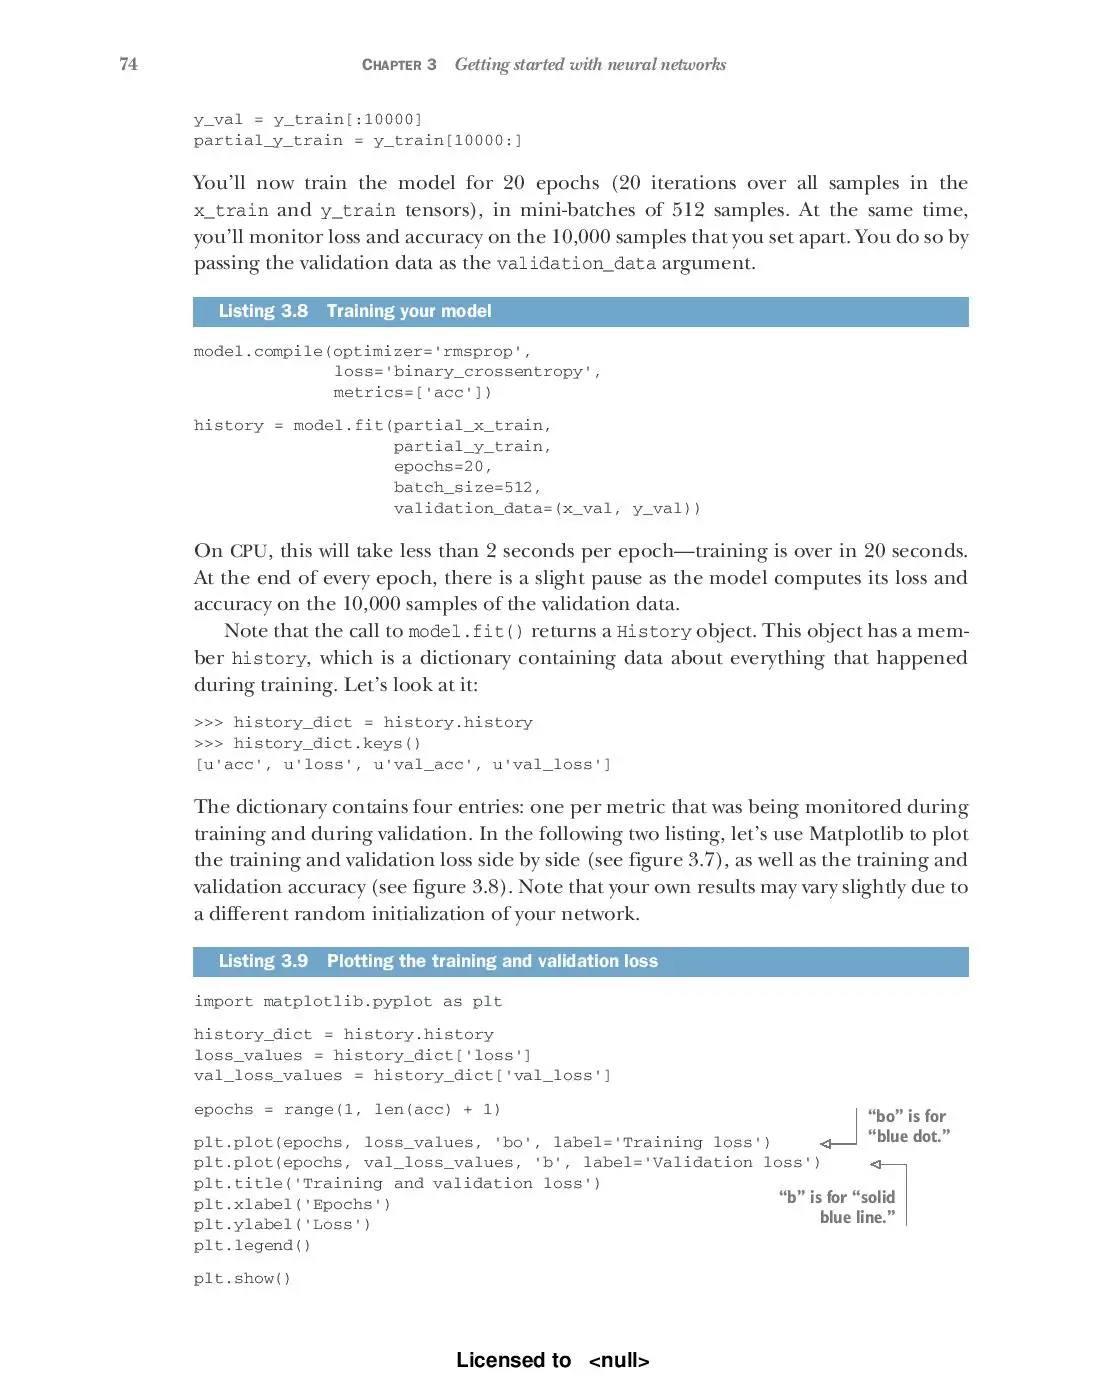 74
CHAPTER 3 Getting started with neural networks
y_val = y_train[:10000]
partial_y_train = y_train[10000:]
You'll now train the model for 20 epochs (20 iterations over all samples in the
x_train and y_train tensors), in mini-batches of 512 samples. At the same time,
you'll monitor loss and accuracy on the 10,000 samples that you set apart. You do so by
passing the validation data as the validation_data argument.
Listing 3.8 Training your model
model.compile(optimizer='rmsprop',
              loss='binary_crossentropy',
              metrics=['acc'])
history = model.fit(partial_x_train,
                    partial_y_train,
                    epochs=20,
                    batch_size=512,
                    validation_data=(x_val, y_val))
On CPU, this will take less than 2 seconds per epoch—training is over in 20 seconds.
At the end of every epoch, there is a slight pause as the model computes its loss and
accuracy on the 10,000 samples of the validation data.
Note that the call to model.fit() returns a History object. This object has a mem-
ber history, which is a dictionary containing data about everything that happened
during training. Let's look at it:
>>> history_dict = history.history
>>> history_dict.keys()
[u'acc', u'loss', u'val_acc', u'val_loss']
The dictionary contains four entries: one per metric that was being monitored during
training and during validation. In the following two listing, let's use Matplotlib to plot
the training and validation loss side by side (see figure 3.7), as well as the training and
validation accuracy (see figure 3.8). Note that your own results may vary slightly due to
a different random initialization of your network.
Listing 3.9 Plotting the training and validation loss
import matplotlib.pyplot as plt
history_dict = history.history
loss_values = history_dict['loss']
val_loss_values = history_dict['val_loss']
epochs = range(1, len(acc) + 1)
plt.plot(epochs, loss_values, 'bo', label='Training loss')
plt.plot(epochs, val_loss_values, 'b', label='Validation loss')
plt.title('Training and validation loss')
plt.xlabel('Epochs')
plt.ylabel('Loss')
plt.legend()
plt.show()
“bo” is for
“blue dot.”
“b” is for “solid
blue line.”
Licensed to <null>